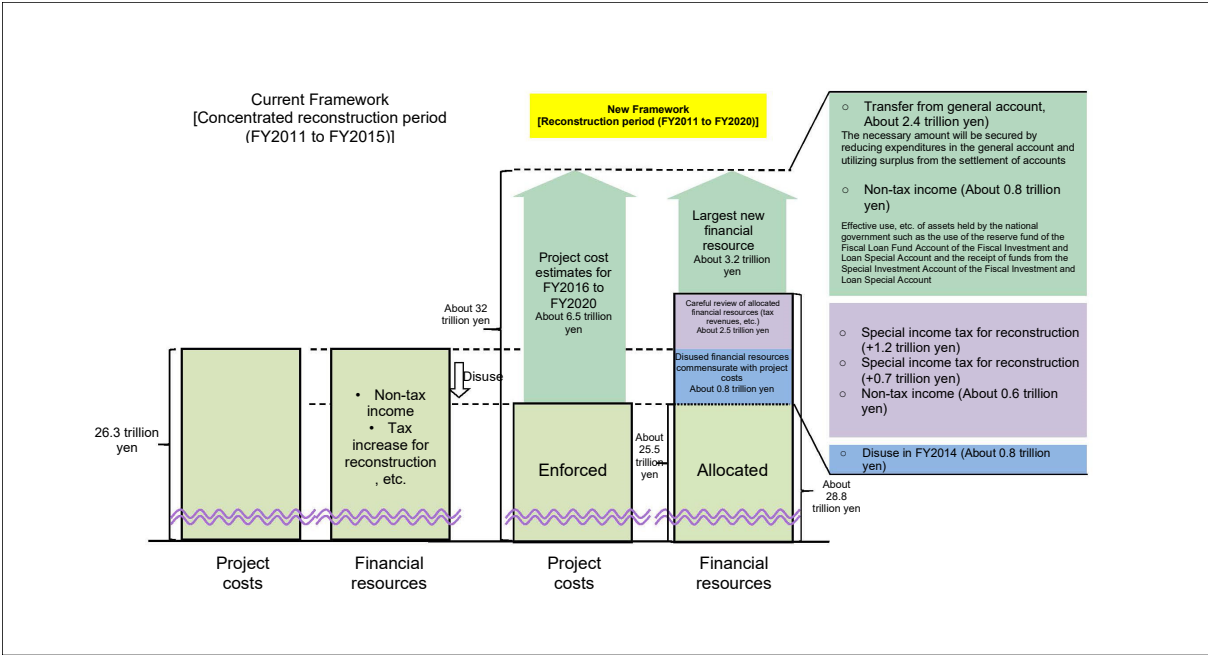 Current Framework
[Concentrated reconstruction period
(FY2011 to FY2015)]
New Framework
[Reconstruction period (FY2011 to FY2020)]
26.3 trillion
yen
• Non-tax
income
• Tax
increase for
reconstruction
, etc.
Disuse
Project
costs
Financial
resources
About 32
trillion yen
Project cost
estimates for
FY2016 to
FY2020
About 6.5 trillion
yen
Enforced
About
25.5
trillion
yen
Largest new
financial
resource
About 3.2 trillion
yen
Careful review of allocated
financial resources (tax
revenues, etc.)
About 2.5 trillion yen
Disused financial resources
commensurate with project
costs
About 0.8 trillion yen
Allocated
About
28.8
trillion yen
Project
costs
Financial
resources
○ Transfer from general account,
About 2.4 trillion yen)
The necessary amount will be secured by
reducing expenditures in the general account and
utilizing surplus from the settlement of accounts
○ Non-tax income (About 0.8 trillion
yen)
Effective use, etc. of assets held by the national
government such as the use of the reserve fund of the
Fiscal Loan Fund Account of the Fiscal Investment and
Loan Special Account and the receipt of funds from the
Special Investment Account of the Fiscal Investment and
Loan Special Account
○ Special income tax for reconstruction
(+1.2 trillion yen)
○ Special income tax for reconstruction
(+0.7 trillion yen)
○ Non-tax income (About 0.6 trillion
yen)
○ Disuse in FY2014 (About 0.8 trillion
yen)